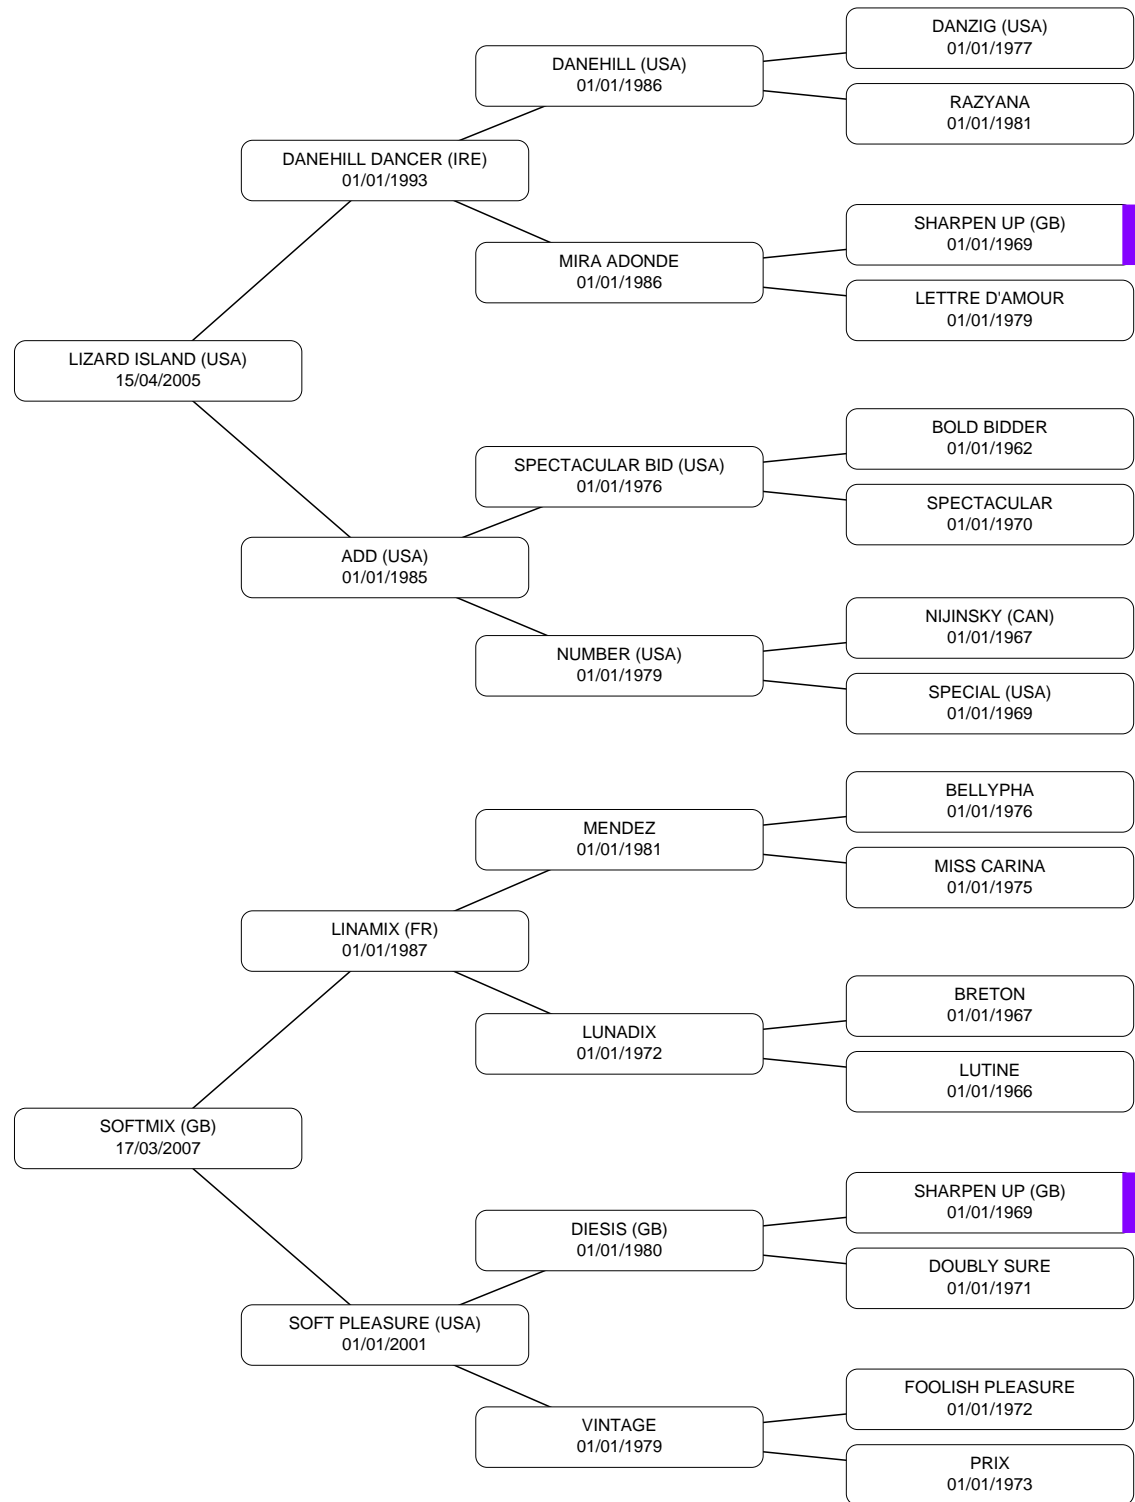 DANZIG (USA)
01/01/1977
DANEHILL (USA)
01/01/1986
RAZYANA
01/01/1981
DANEHILL DANCER (IRE)
01/01/1993
SHARPEN UP (GB)
01/01/1969
MIRA ADONDE
01/01/1986
LETTRE D'AMOUR
01/01/1979
LIZARD ISLAND (USA)
15/04/2005
BOLD BIDDER
01/01/1962
SPECTACULAR BID (USA)
01/01/1976
SPECTACULAR
01/01/1970
ADD (USA)
01/01/1985
NIJINSKY (CAN)
01/01/1967
NUMBER (USA)
01/01/1979
SPECIAL (USA)
01/01/1969
BELLYPHA
01/01/1976
MENDEZ
01/01/1981
MISS CARINA
01/01/1975
LINAMIX (FR)
01/01/1987
BRETON
01/01/1967
LUNADIX
01/01/1972
LUTINE
01/01/1966
SOFTMIX (GB)
17/03/2007
SHARPEN UP (GB)
01/01/1969
DIESIS (GB)
01/01/1980
DOUBLY SURE
01/01/1971
SOFT PLEASURE (USA)
01/01/2001
FOOLISH PLEASURE
01/01/1972
VINTAGE
01/01/1979
PRIX
01/01/1973